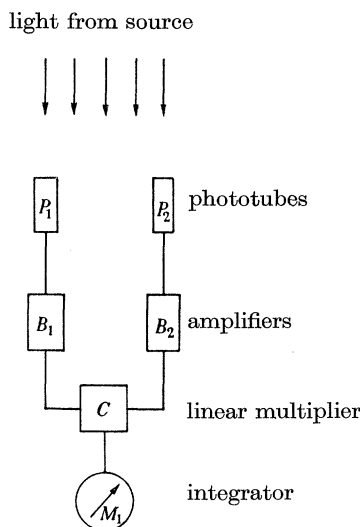 light from source
P₁
P₂
phototubes
B₁
B₂
amplifiers
C
linear multiplier
M₁
integrator